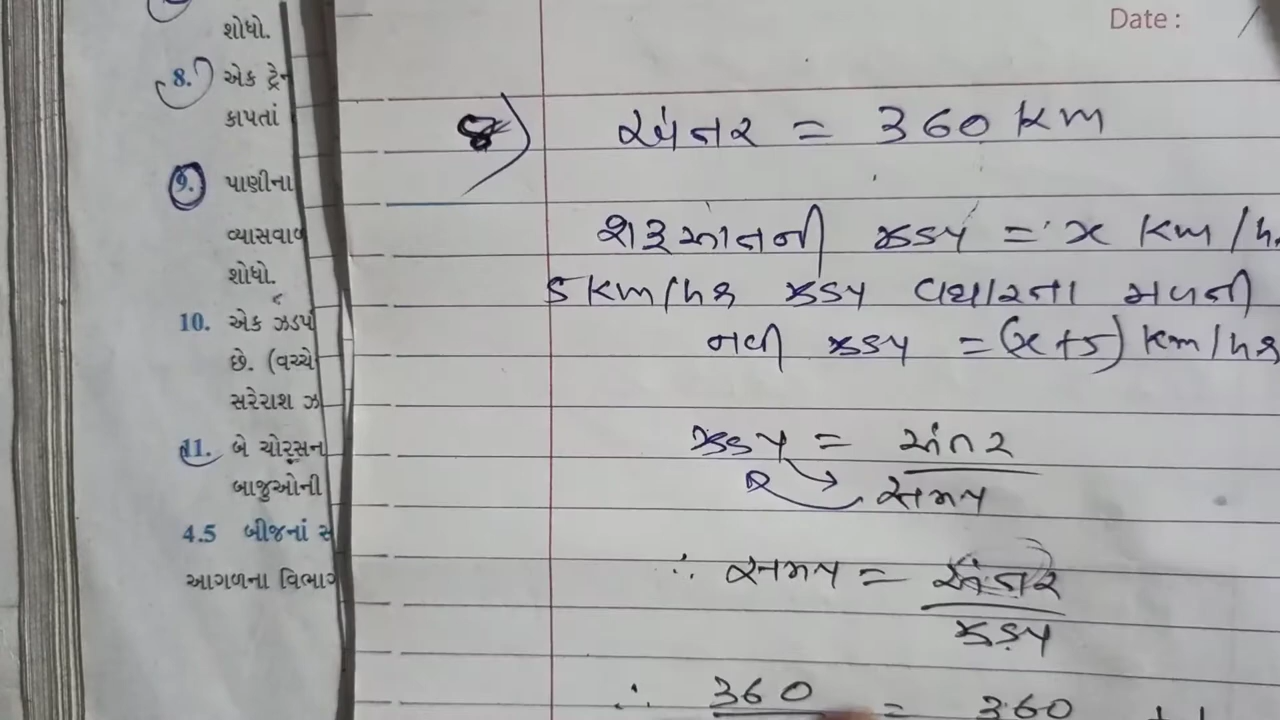 શોધો.
8. એક ટ્રેન
કાપતાં
9. પાણીના
વ્યાસવાળ
શોધો.
10. એક ઝડપ
છે. (વચ્ચે
સરેરાશ ઝ
11. બે ચોરસન
બાજુઓની
4.5 બીજનાં સ
આગળના વિભાગ
Date : /
8) અંતર = 360 km
શરૂઆતની ઝડપ = x km/h
5 km/hર ઝડપ વધારતા મળતી
નવી ઝડપ = (x+5) km/hર
ઝડપ = અંતર
સમય
∴ સમય = અંતર
ઝડપ
∴ 360 = 360